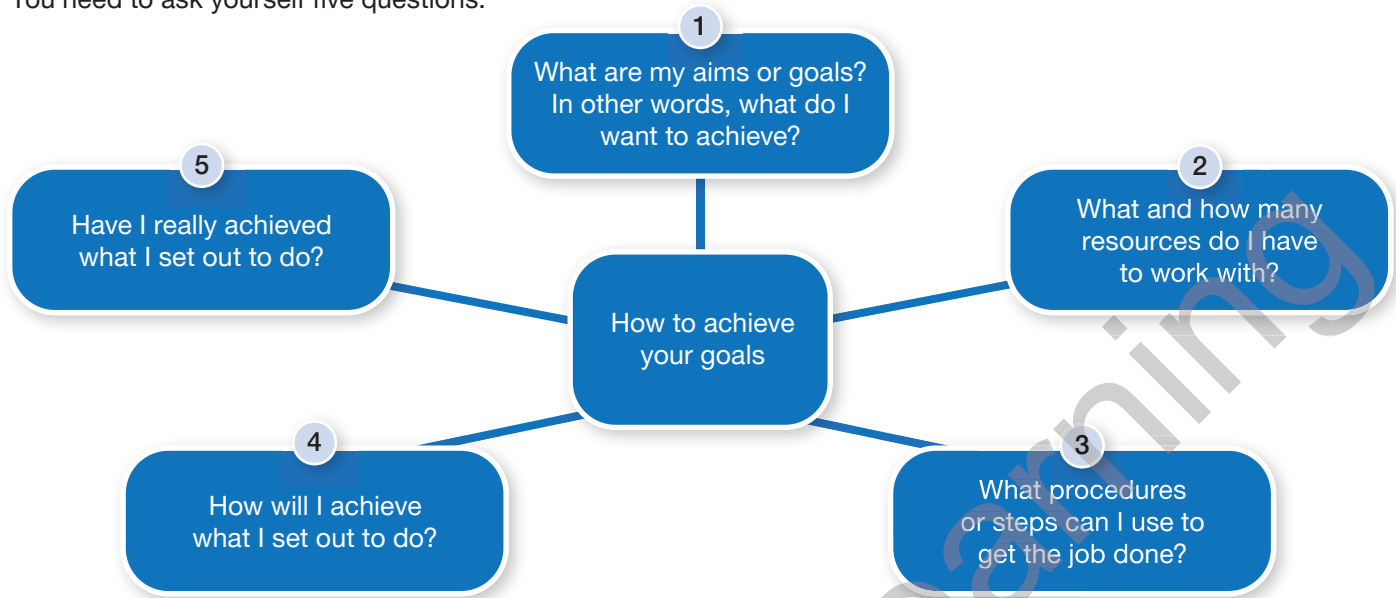 You need to ask yourself five questions.
1
What are my aims or goals?
In other words, what do I
want to achieve?
2
What and how many
resources do I have
to work with?
3
What procedures
or steps can I use to
get the job done?
4
How will I achieve
what I set out to do?
5
Have I really achieved
what I set out to do?
How to achieve
your goals